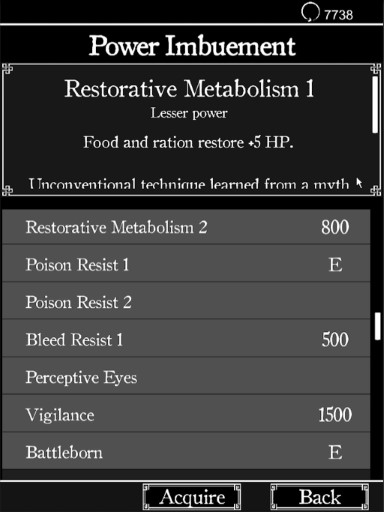 7738
Power Imbuement
Restorative Metabolism 1
Lesser power
Food and ration restore +5 HP.
Unconventional technique learned from a myth
Restorative Metabolism 2 800
Poison Resist 1 E
Poison Resist 2
Bleed Resist 1 500
Perceptive Eyes
Vigilance 1500
Battleborn E
Acquire Back